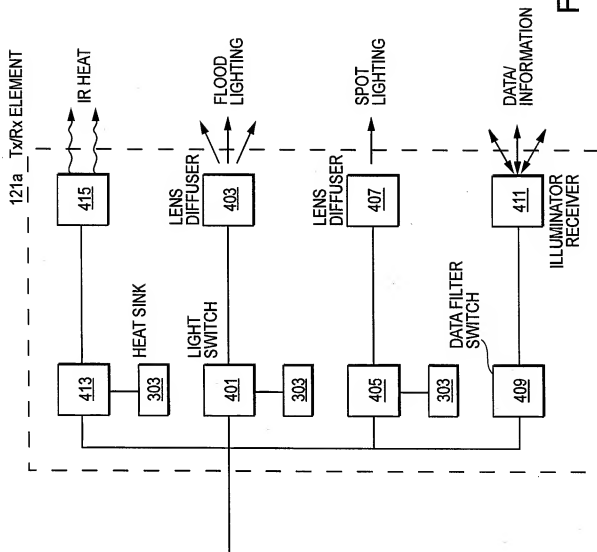 121a Tx/Rx ELEMENT
415
IR HEAT
413
303
HEAT SINK
LENS
DIFFUSER
403
FLOOD
LIGHTING
LIGHT
SWITCH
401
303
LENS
DIFFUSER
407
SPOT
LIGHTING
405
303
DATA FILTER
SWITCH
409
411
ILLUMINATOR
RECEIVER
DATA/
INFORMATION
F